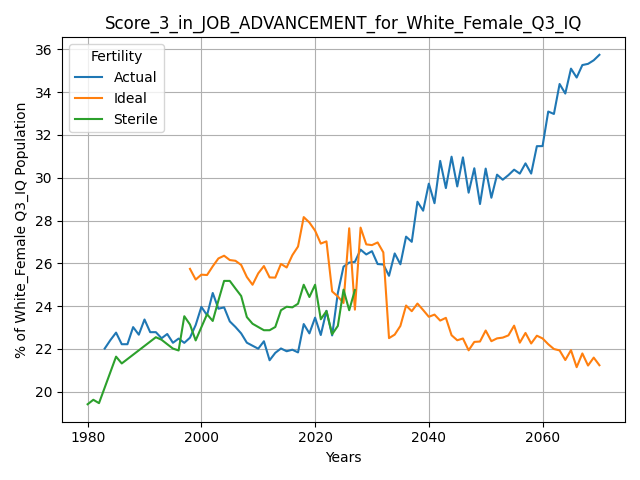 Score_3_in_JOB_ADVANCEMENT_for_White_Female_Q3_IQ
% of White_Female Q3_IQ Population
36
34
32
30
28
26
24
22
20
Fertility
Actual
Ideal
Sterile
1980 2000 2020 2040 2060
Years